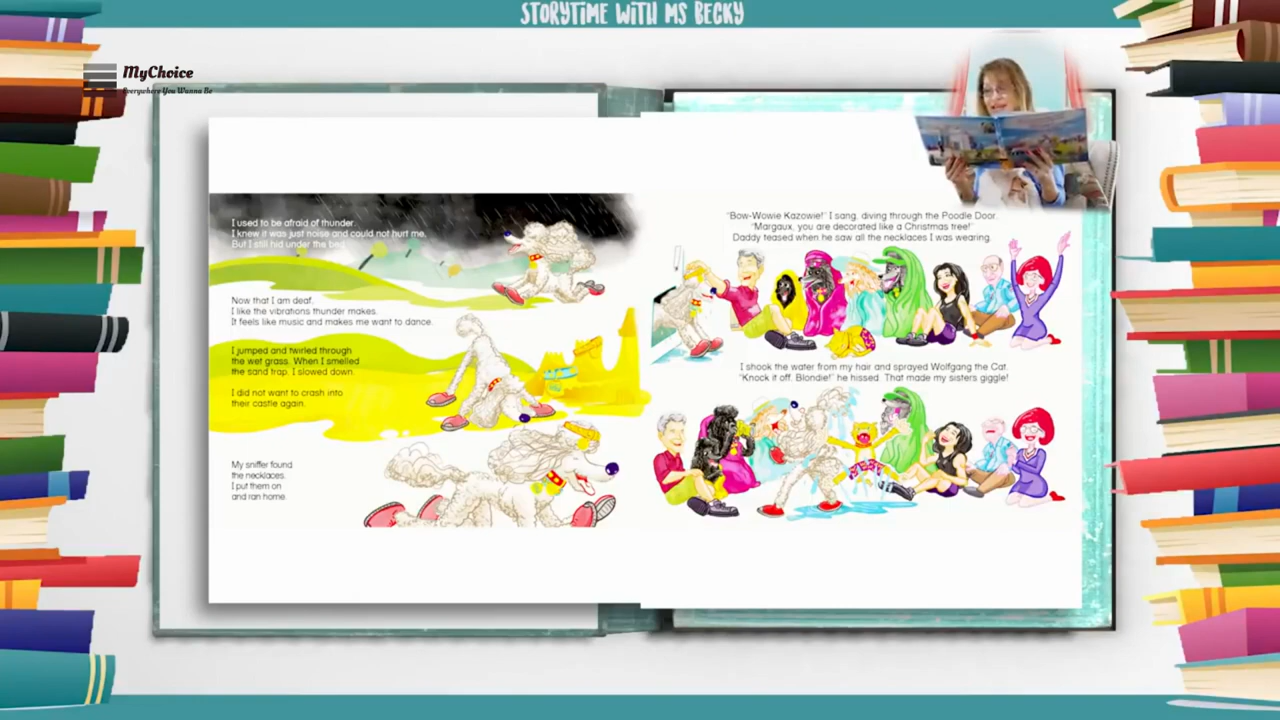 STORYTIME WITH MS BECKY
MyChoice
Everywhere You Wanna Be
I used to be afraid of thunder.
I knew it was just noise and could not hurt me.
But I still hid under the bed.
Now that I am deaf,
I like the vibrations thunder makes.
It feels like music and makes me want to dance.
I jumped and twirled through
the wet grass. When I smelled
the sand trap, I slowed down.
I did not want to crash into
their castle again.
My sniffer found
the necklaces.
I put them on
and ran home.
"Bow-Wowie Kazowie!" I sang, diving through the Poodle Door.
"Margaux, you are decorated like a Christmas tree!"
Daddy teased when he saw all the necklaces I was wearing.
I shook the water from my hair and sprayed Wolfgang the Cat.
"Knock it off, Blondie!" he hissed. That made my sisters giggle!